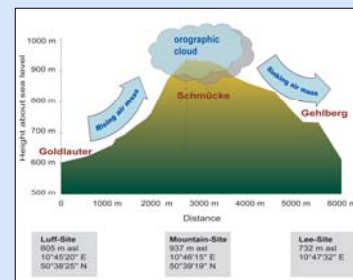 Height about sea level
1000 m
1000 m
900 m
800 m
700 m
600 m
500 m
orographic
cloud
Rising air mass
Sinking air mass
Schmücke
Goldlauter
Gehlberg
0
1000 m
2000 m
3000 m
4000 m
5000 m
6000 m
Distance
Luff-Site
605 m asl
10°45'20" E
50°38'25" N
Mountain-Site
937 m asl
10°46'15" E
50°39'19" N
Lee-Site
732 m asl
10°47'32" E